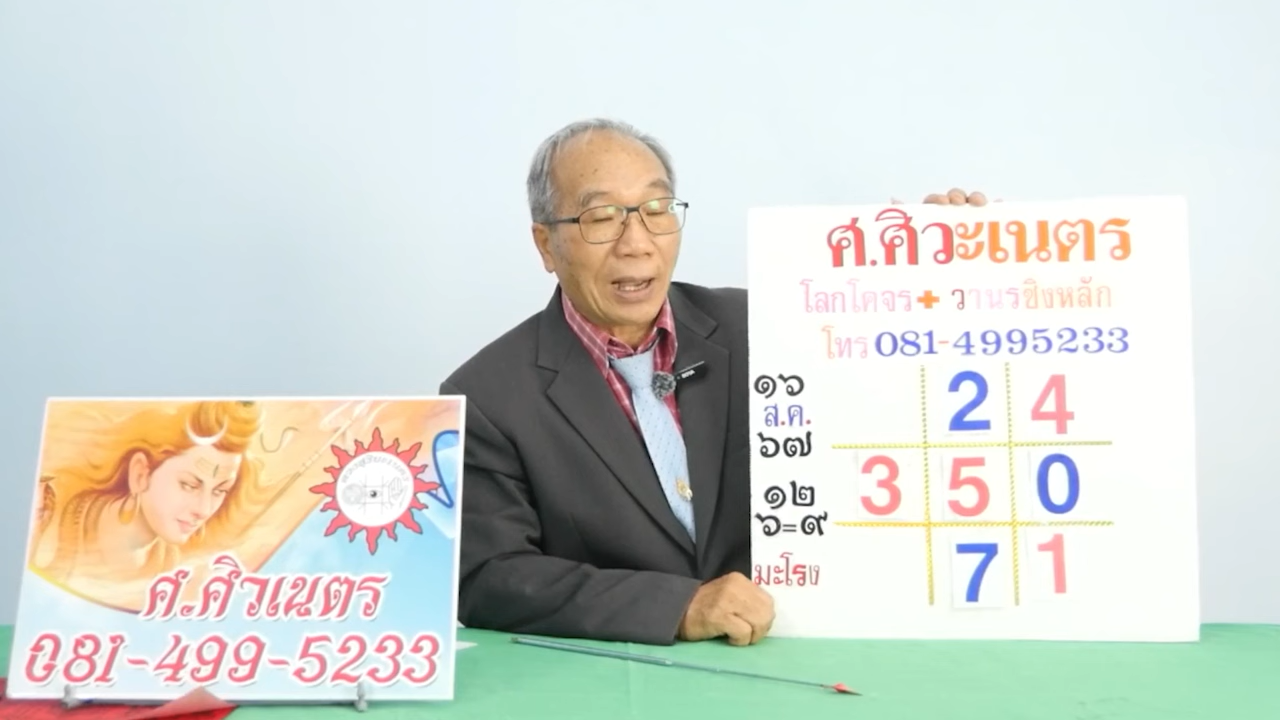 ศ.ศิวะเนตร
โลกโคจร+วานรชิงหลัก
โทร 081-4995233
๑๖
ส.ค.
๖๗
๑๒
๖=๙
มะโรง
2 4
3 5 0
7 1
ศ.ศิวเนตร
081-499-5233